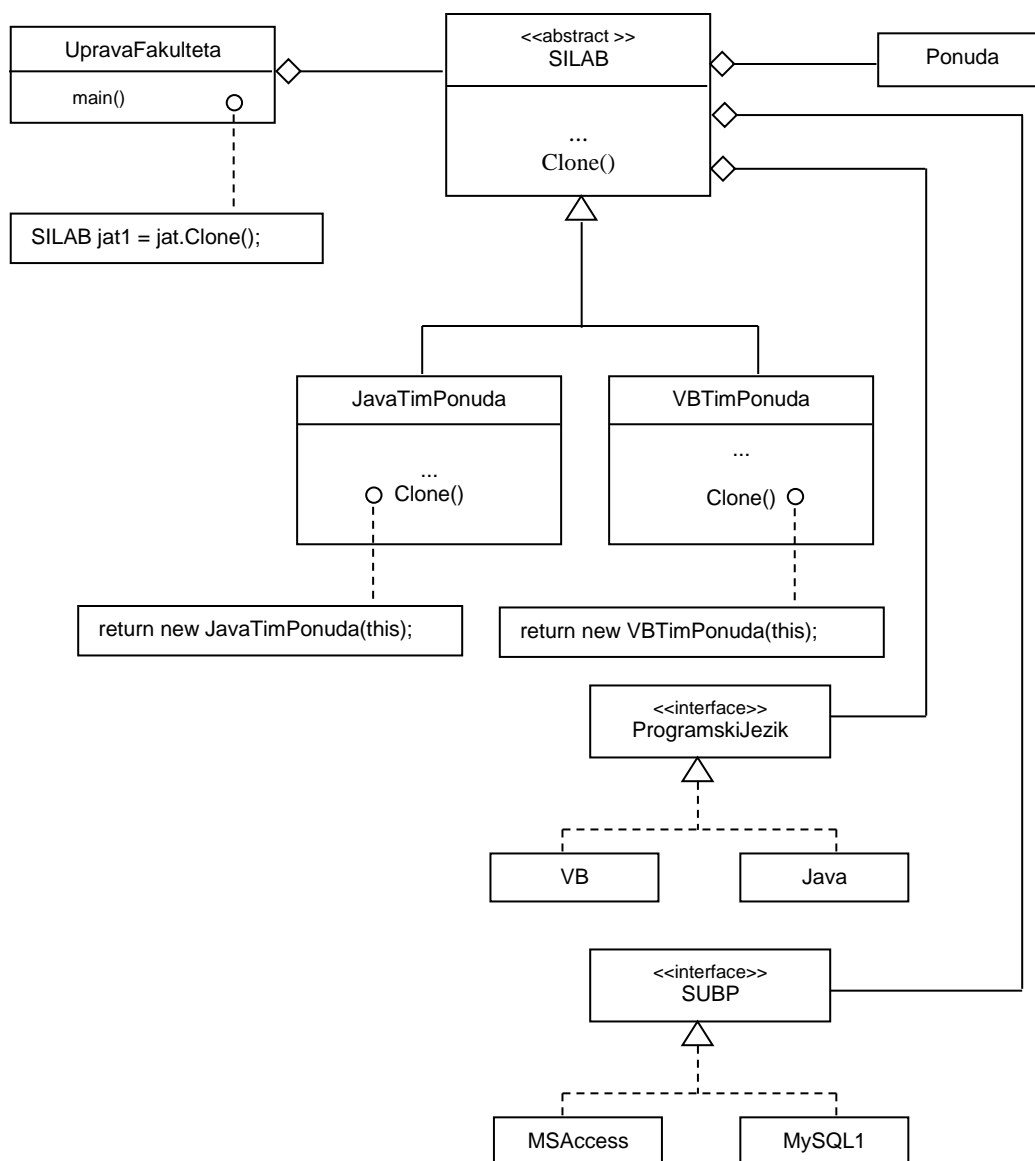 UpravaFakulteta
main()
SILAB jat1 = jat.Clone();
<<abstract >>
SILAB
...
Clone()
Ponuda
JavaTimPonuda
...
Clone()
VBTimPonuda
...
Clone()
return new JavaTimPonuda(this);
return new VBTimPonuda(this);
<<interface>>
ProgramskiJezik
VB
Java
<<interface>>
SUBP
MSAccess
MySQL1